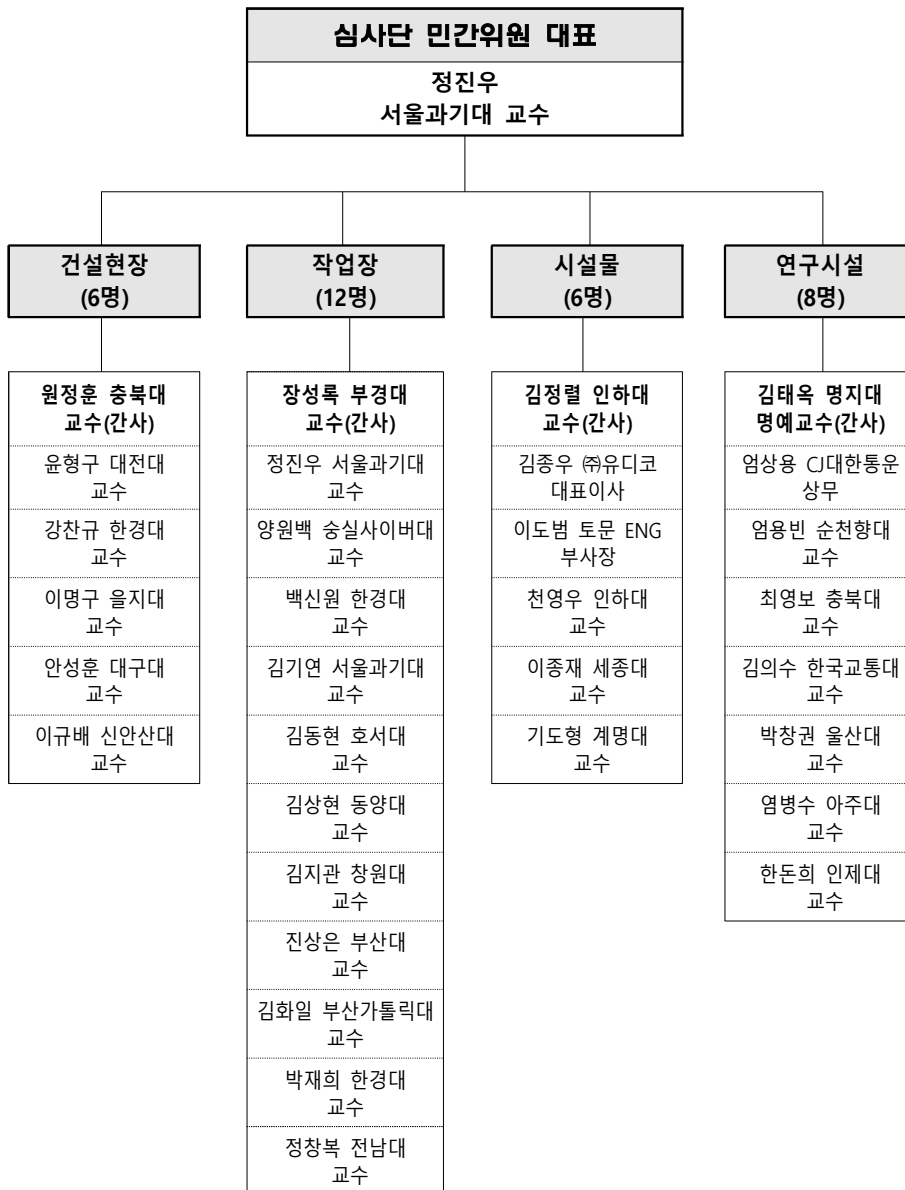 심사단 민간위원 대표
정진우
서울과기대 교수
건설현장
(6명)
원정훈 충북대
교수(간사)
윤형구 대전대
교수
강찬규 한경대
교수
이명구 을지대
교수
안성훈 대구대
교수
이규배 신안산대
교수
작업장
(12명)
장성록 부경대
교수(간사)
정진우 서울과기대
교수
양원백 숭실사이버대
교수
백신원 한경대
교수
김기연 서울과기대
교수
김동현 호서대
교수
김상현 동양대
교수
김지관 창원대
교수
진상은 부산대
교수
김화일 부산가톨릭대
교수
박재희 한경대
교수
정창복 전남대
교수
시설물
(6명)
김정렬 인하대
교수(간사)
김종우 ㈜유디코
대표이사
이도범 토문 ENG
부사장
천영우 인하대
교수
이종재 세종대
교수
기도형 계명대
교수
연구시설
(8명)
김태옥 명지대
명예교수(간사)
엄상용 CJ대한통운
상무
엄용빈 순천향대
교수
최영보 충북대
교수
김의수 한국교통대
교수
박창권 울산대
교수
염병수 아주대
교수
한돈희 인제대
교수